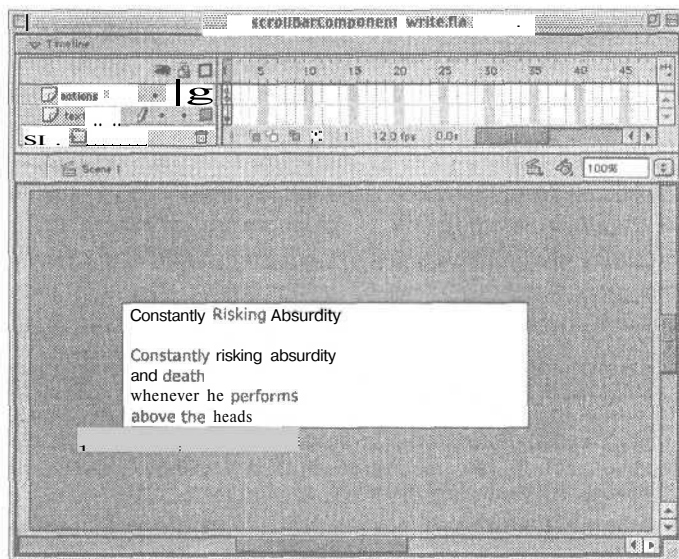 scrollBarComponent write.fla
Timeline
5 10 15 20 25 30 35 40 45
actions
text
1 12.0 fps 0.0s
Scene 1 100%
Constantly Risking Absurdity
Constantly risking absurdity
and death
whenever he performs
above the heads